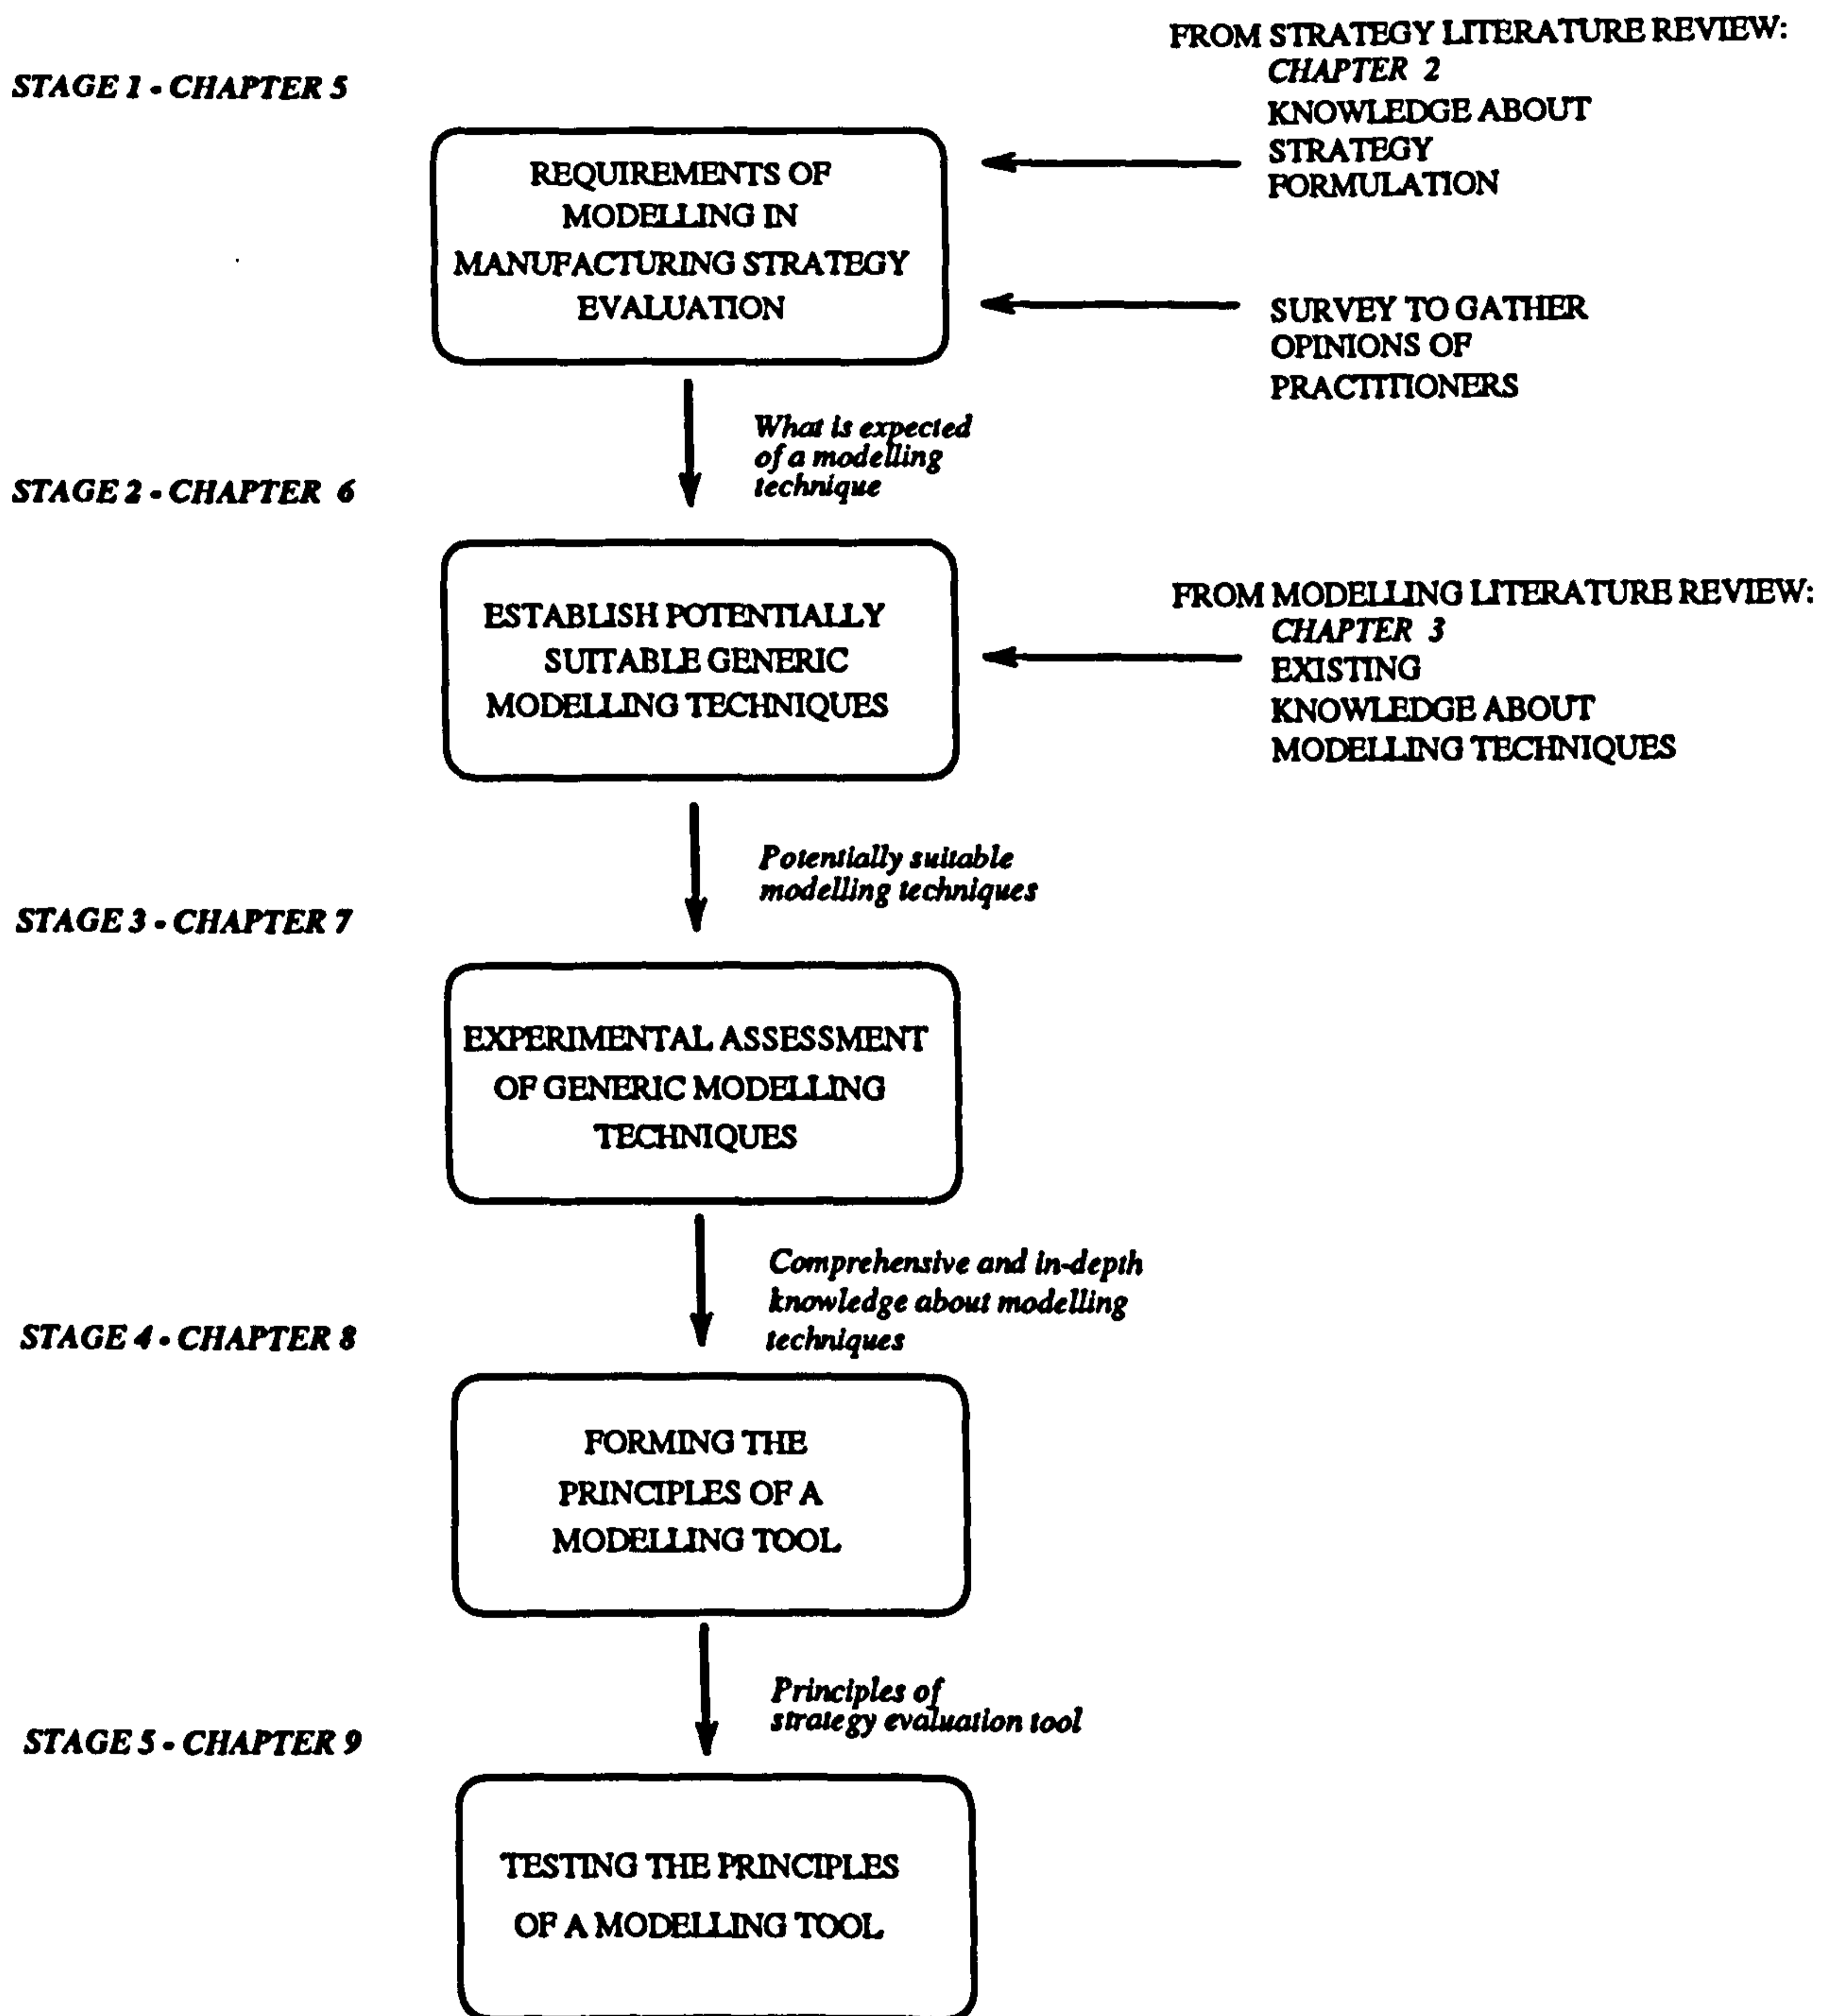 STAGE 1 - CHAPTER 5
FROM STRATEGY LITERATURE REVIEW:
CHAPTER 2
KNOWLEDGE ABOUT
STRATEGY
FORMULATION
REQUIREMENTS OF
MODELLING IN
MANUFACTURING STRATEGY
EVALUATION
SURVEY TO GATHER
OPINIONS OF
PRACTITIONERS
What is expected
of a modelling
technique
STAGE 2 - CHAPTER 6
ESTABLISH POTENTIALLY
SUITABLE GENERIC
MODELLING TECHNIQUES
FROM MODELLING LITERATURE REVIEW:
CHAPTER 3
EXISTING
KNOWLEDGE ABOUT
MODELLING TECHNIQUES
Potentially suitable
modelling techniques
STAGE 3 - CHAPTER 7
EXPERIMENTAL ASSESSMENT
OF GENERIC MODELLING
TECHNIQUES
Comprehensive and in-depth
knowledge about modelling
techniques
STAGE 4 - CHAPTER 8
FORMING THE
PRINCIPLES OF A
MODELLING TOOL
Principles of
strategy evaluation tool
STAGE 5 - CHAPTER 9
TESTING THE PRINCIPLES
OF A MODELLING TOOL